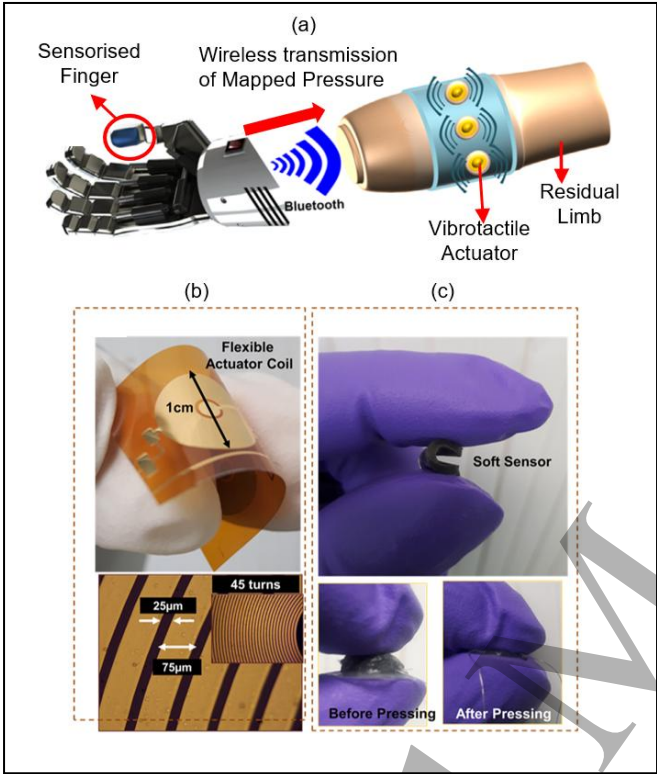 (a)
Sensorised
Finger
Wireless transmission
of Mapped Pressure
Bluetooth
Residual
Limb
Vibrotactile
Actuator
(b)
(c)
Flexible
Actuator Coil
1cm
Soft Sensor
45 turns
25µm
75µm
Before Pressing
After Pressing